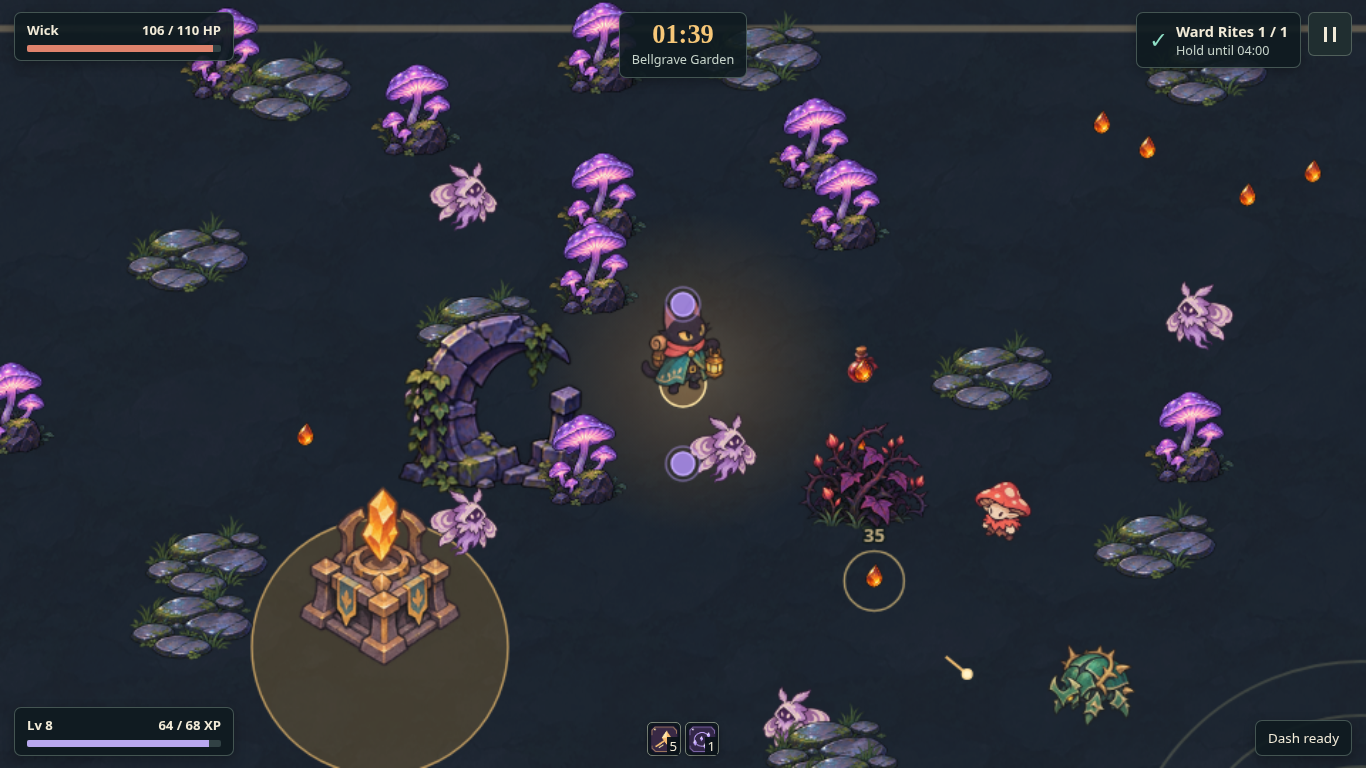 Wick 106 / 110 HP
01:39
Bellgrave Garden
✓ Ward Rites 1 / 1
Hold until 04:00
35
Lv 8 64 / 68 XP
5 1
Dash ready